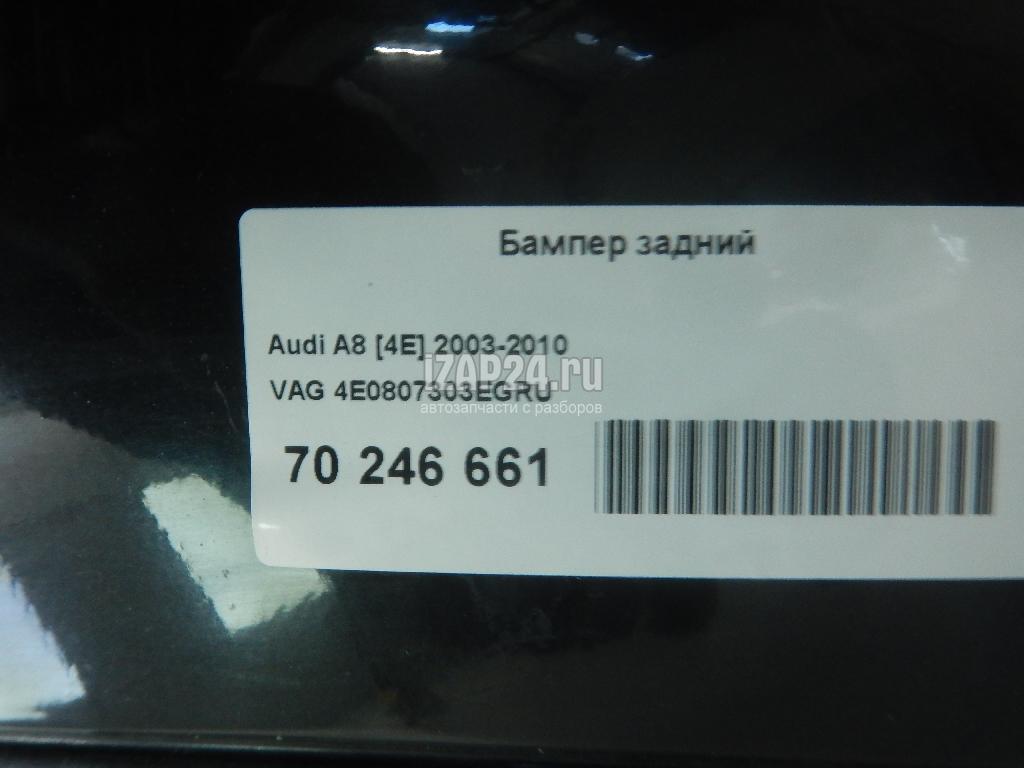 Бампер задний
Audi A8 [4E] 2003-2010
iZAP24.ru
VAG 4E0807303EGRU
автозапчасти с разборов
70 246 661